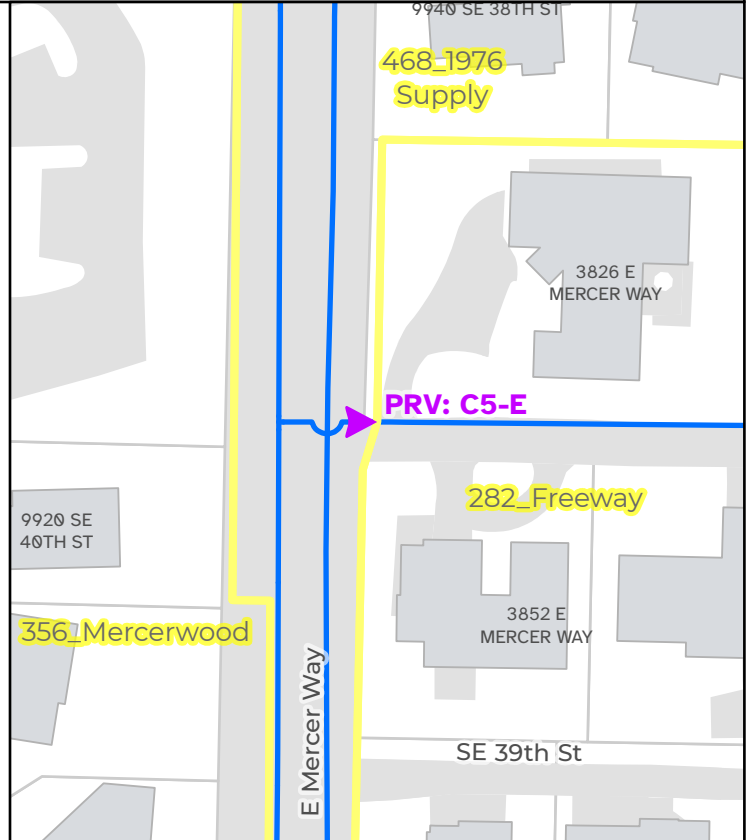 9940 SE 38TH ST
468_1976
Supply
3826 E
MERCER WAY
PRV: C5-E
282_Freeway
9920 SE
40TH ST
3852 E
MERCER WAY
356_Mercerwood
E Mercer Way
SE 39th St